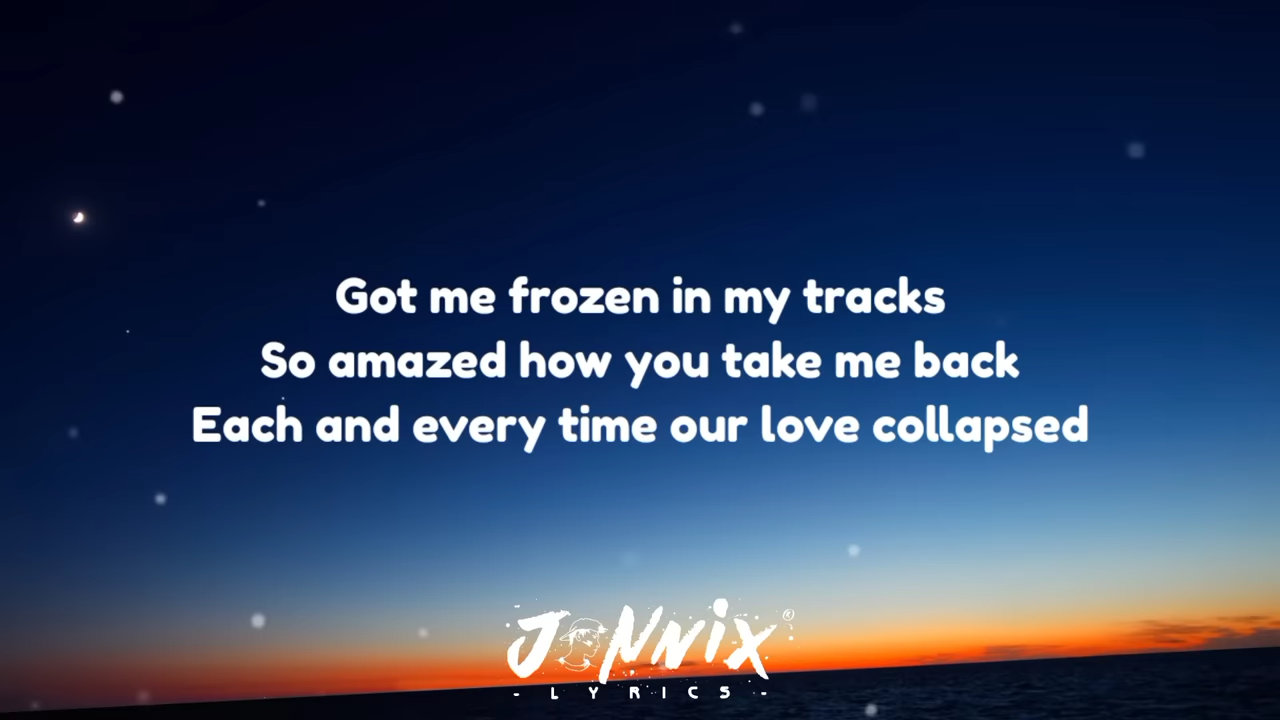 Got me frozen in my tracks
So amazed how you take me back
Each and every time our love collapsed
JONNIX ©
- LYRICS -